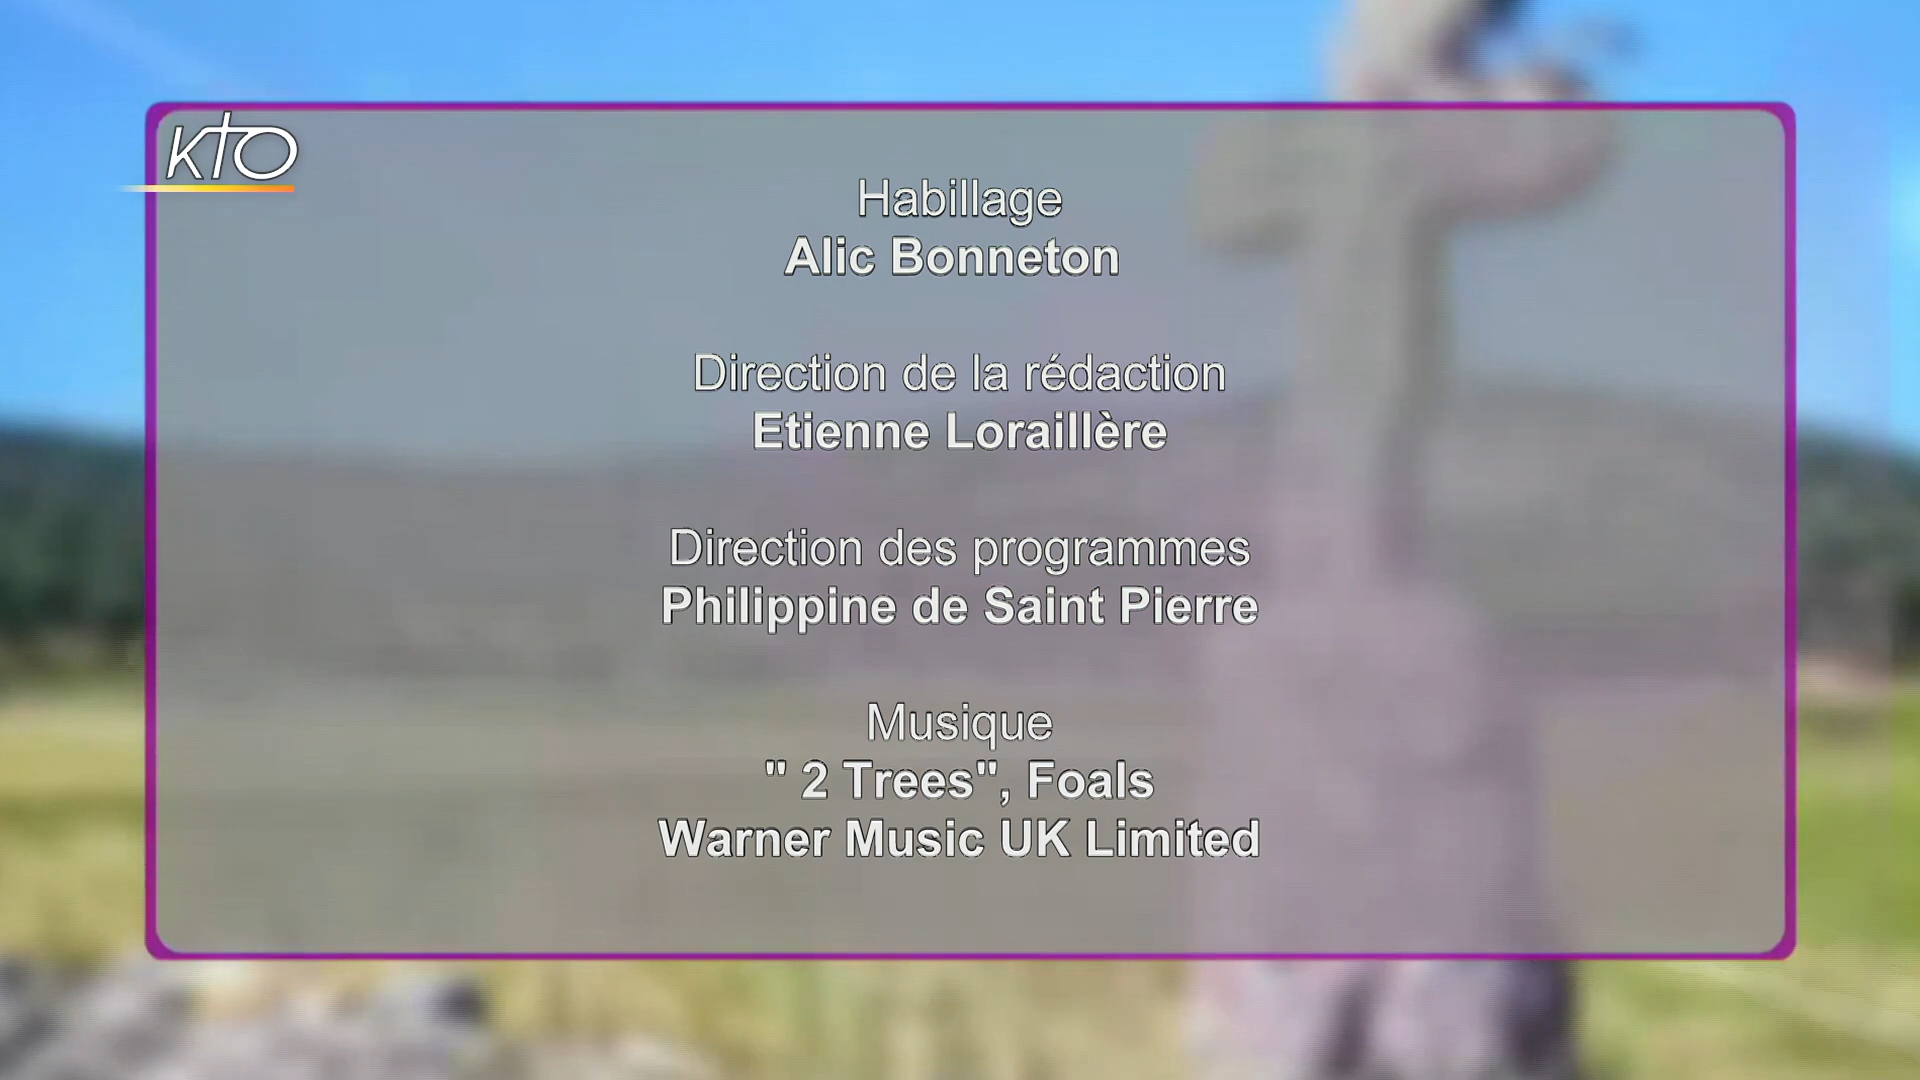 KTO
Habillage
Alic Bonneton
Direction de la rédaction
Etienne Loraillère
Direction des programmes
Philippine de Saint Pierre
Musique
" 2 Trees", Foals
Warner Music UK Limited